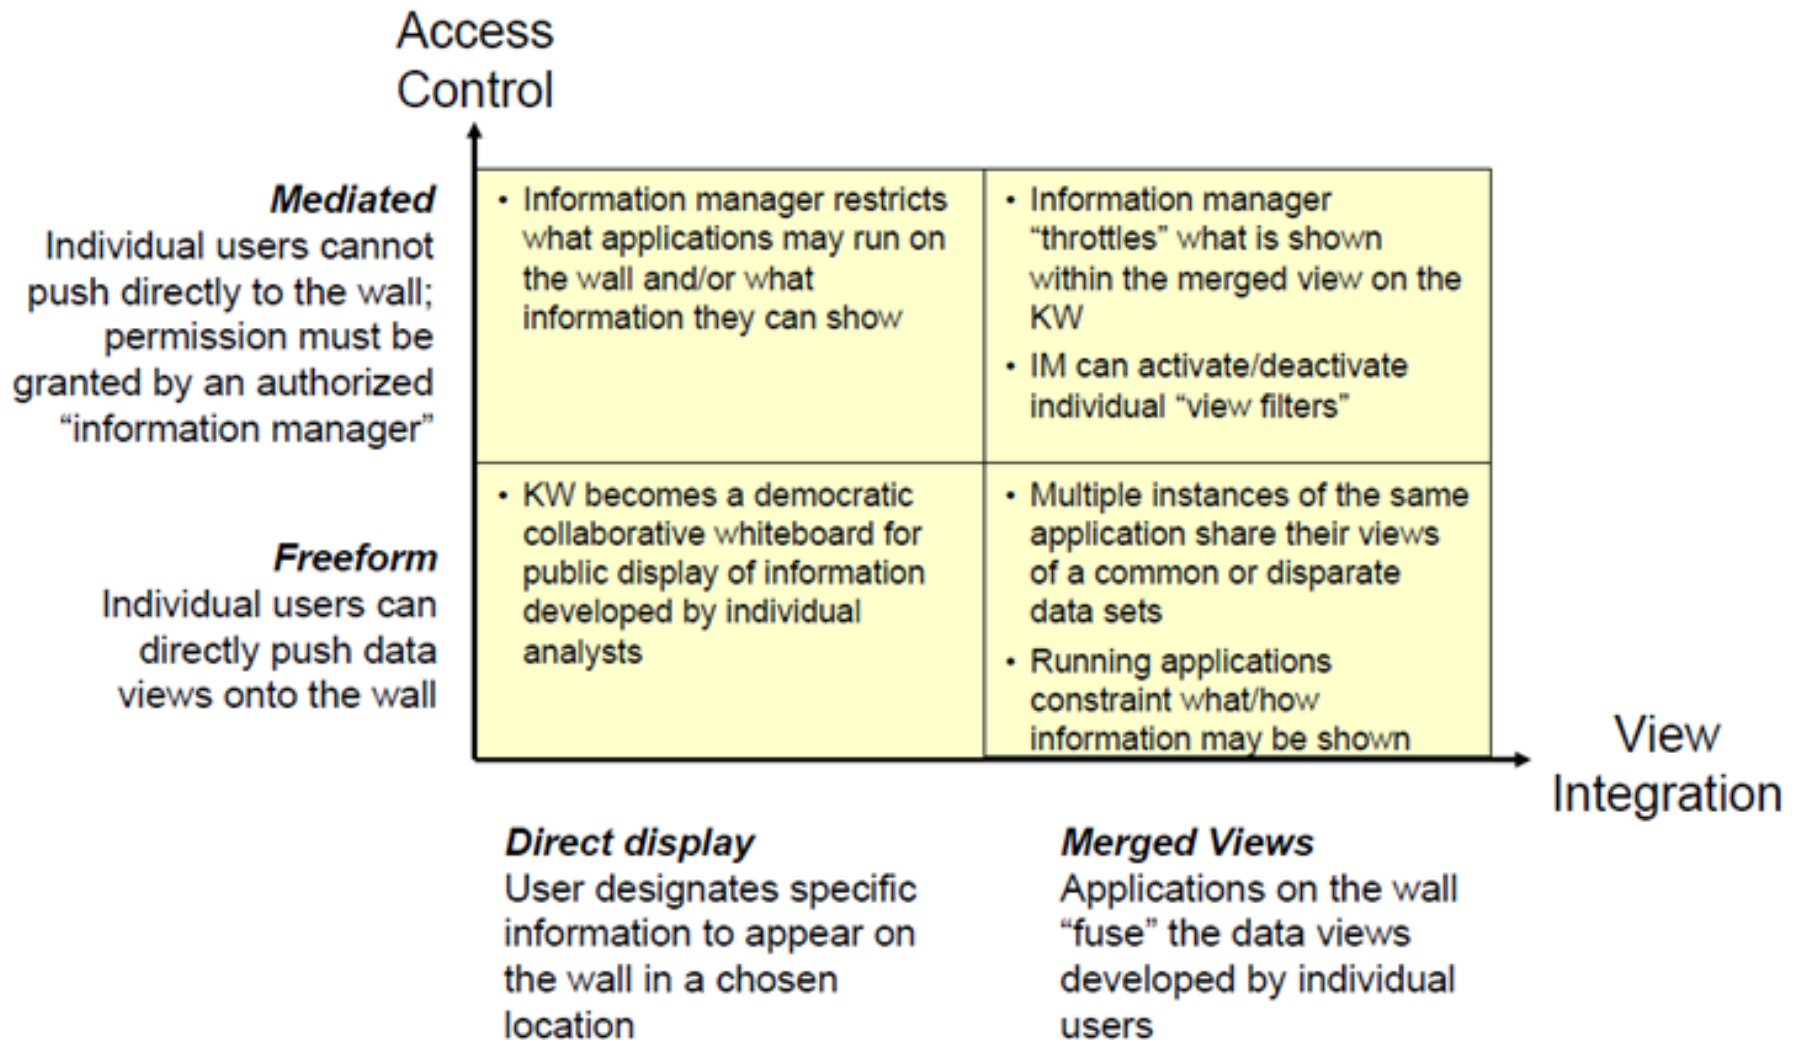 Access
Control
Mediated
Individual users cannot
push directly to the wall;
permission must be
granted by an authorized
“information manager”
• Information manager restricts
what applications may run on
the wall and/or what
information they can show
• Information manager
“throttles” what is shown
within the merged view on the
KW
• IM can activate/deactivate
individual “view filters”
Freeform
Individual users can
directly push data
views onto the wall
• KW becomes a democratic
collaborative whiteboard for
public display of information
developed by individual
analysts
• Multiple instances of the same
application share their views
of a common or disparate
data sets
• Running applications
constraint what/how
information may be shown
View
Integration
Direct display
User designates specific
information to appear on
the wall in a chosen
location
Merged Views
Applications on the wall
“fuse” the data views
developed by individual
users